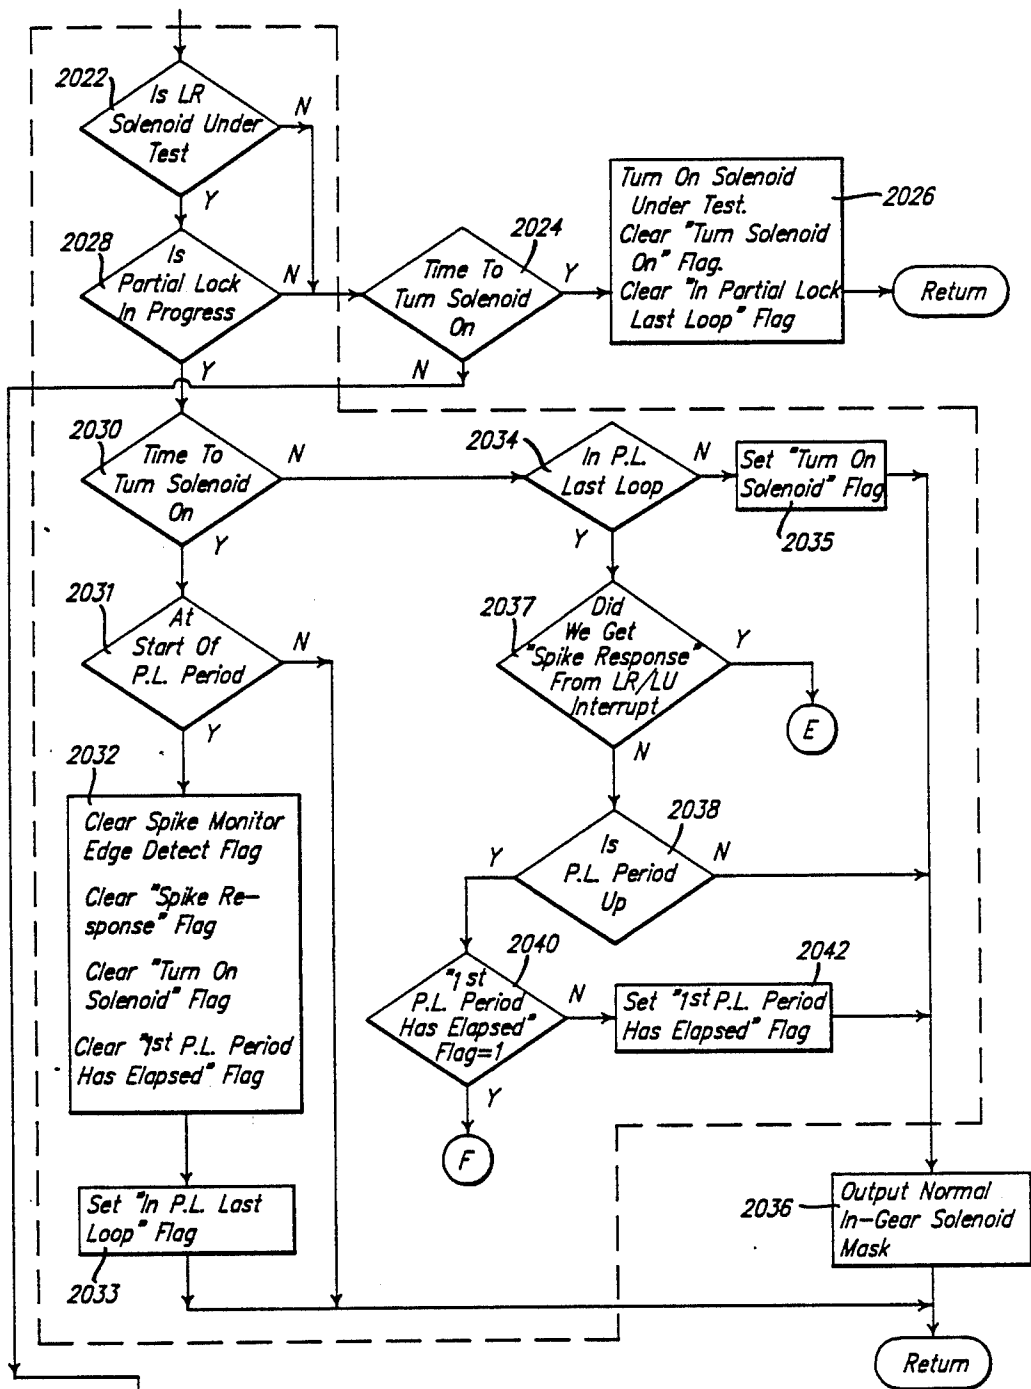 2022
Is LR
Solenoid Under
Test
N
Y
2028
Is
Partial Lock
In Progress
N
Y
2024
Time To
Turn Solenoid
On
Y
N
Turn On Solenoid
Under Test.
Clear "Turn Solenoid
On" Flag.
Clear "In Partial Lock
Last Loop" Flag
2026
Return
2030
Time To
Turn Solenoid
On
N
Y
2034
In P.L.
Last Loop
N
Y
Set "Turn On
Solenoid" Flag
2035
2031
At
Start Of
P.L. Period
N
Y
2037
Did
We Get
"Spike Response"
From LR/LU
Interrupt
Y
N
E
2032
Clear Spike Monitor
Edge Detect Flag
Clear "Spike Re-
sponse" Flag
Clear "Turn On
Solenoid" Flag
Clear "1st P.L. Period
Has Elapsed" Flag
2038
Is
P.L. Period
Up
Y
N
2040
"1st
P.L. Period
Has Elapsed"
Flag=1
N
Y
2042
Set "1st P.L. Period
Has Elapsed" Flag
F
Set "In P.L. Last
Loop" Flag
2033
2036
Output Normal
In-Gear Solenoid
Mask
Return